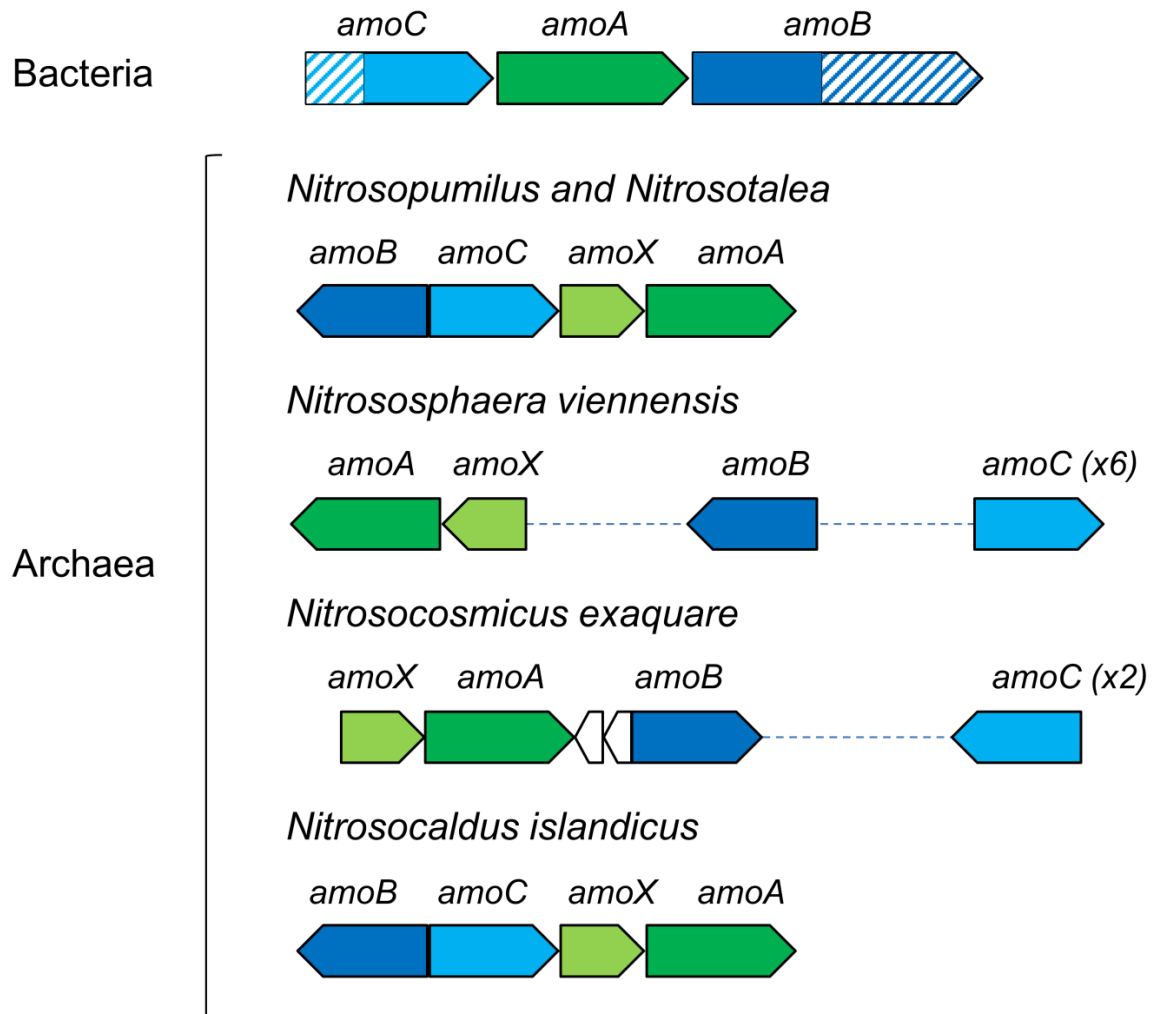 amoC amoA amoB
Bacteria
Nitrosopumilus and Nitrosotalea
amoB amoC amoX amoA
Nitrososphaera viennensis
amoA amoX amoB amoC (x6)
Archaea
Nitrosocosmicus exaquare
amoX amoA amoB amoC (x2)
Nitrosocaldus islandicus
amoB amoC amoX amoA